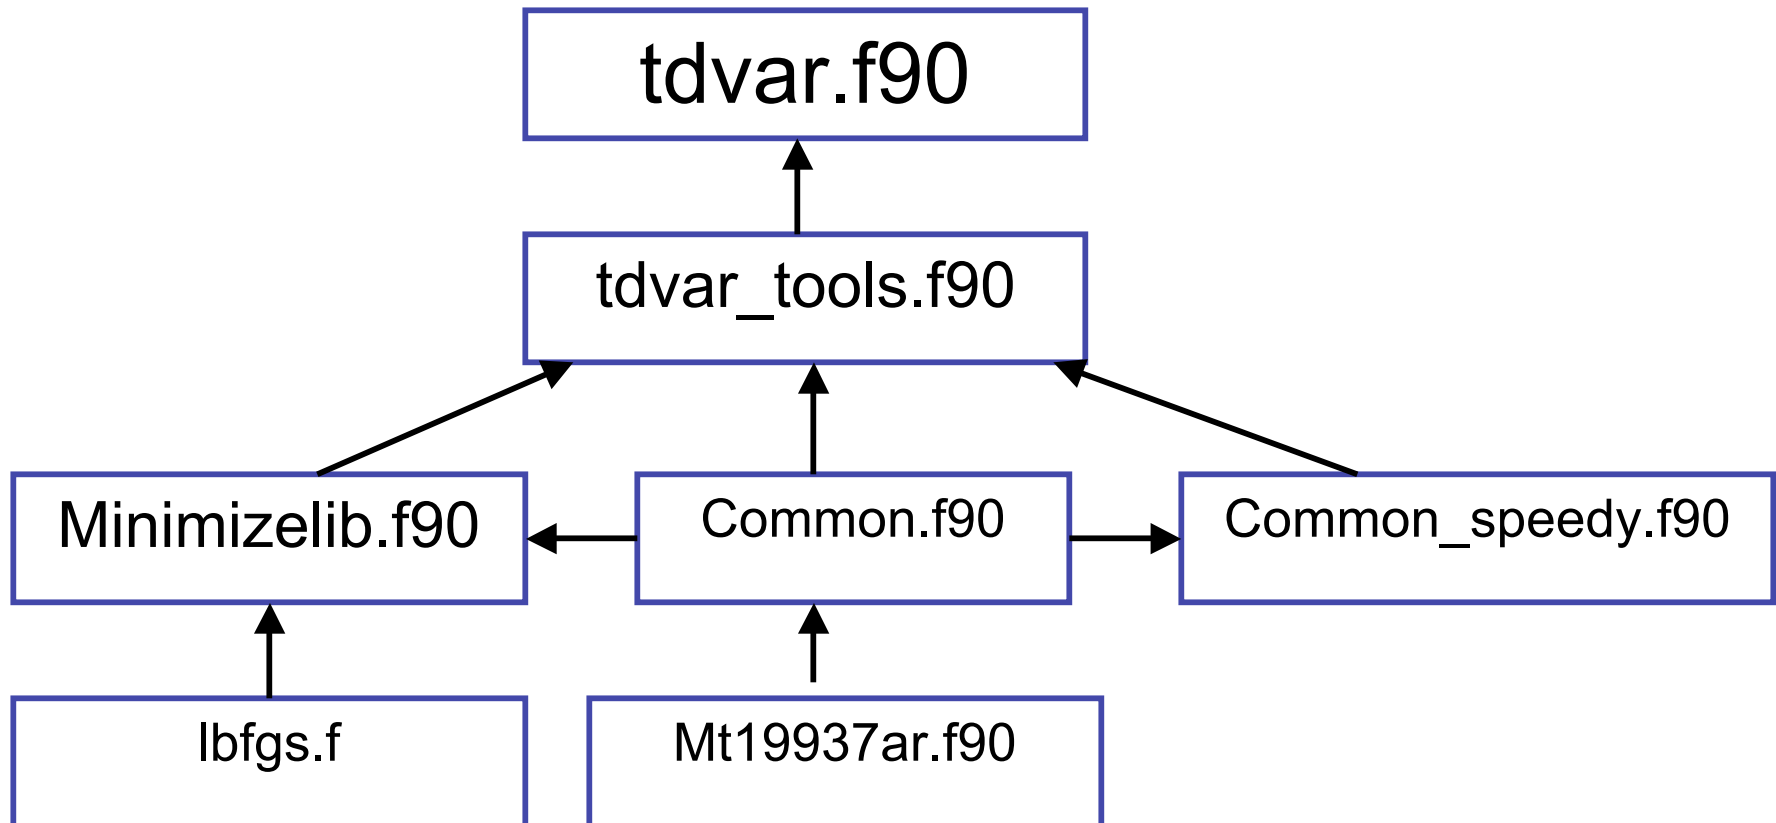 tdvar.f90
tdvar_tools.f90
Minimizelib.f90
Common.f90
Common_speedy.f90
lbfgs.f
Mt19937ar.f90